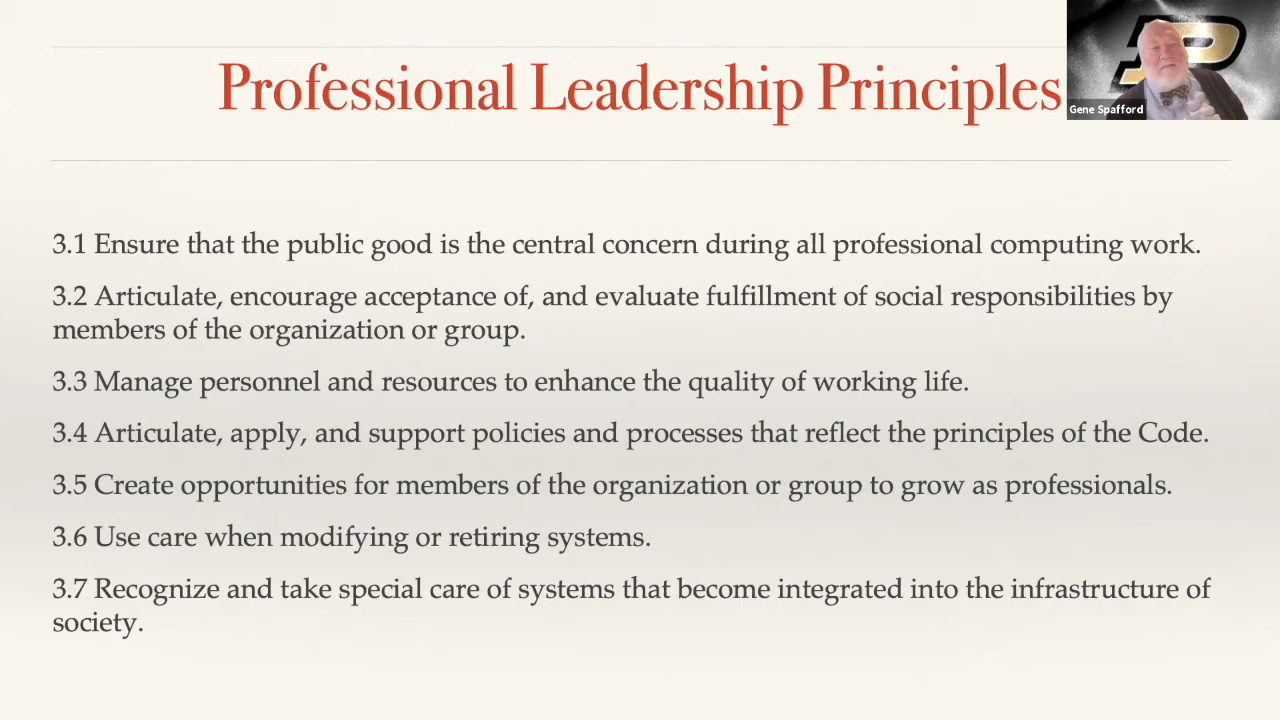 Professional Leadership Principles
Gene Spafford
3.1 Ensure that the public good is the central concern during all professional computing work.
3.2 Articulate, encourage acceptance of, and evaluate fulfillment of social responsibilities by
members of the organization or group.
3.3 Manage personnel and resources to enhance the quality of working life.
3.4 Articulate, apply, and support policies and processes that reflect the principles of the Code.
3.5 Create opportunities for members of the organization or group to grow as professionals.
3.6 Use care when modifying or retiring systems.
3.7 Recognize and take special care of systems that become integrated into the infrastructure of
society.